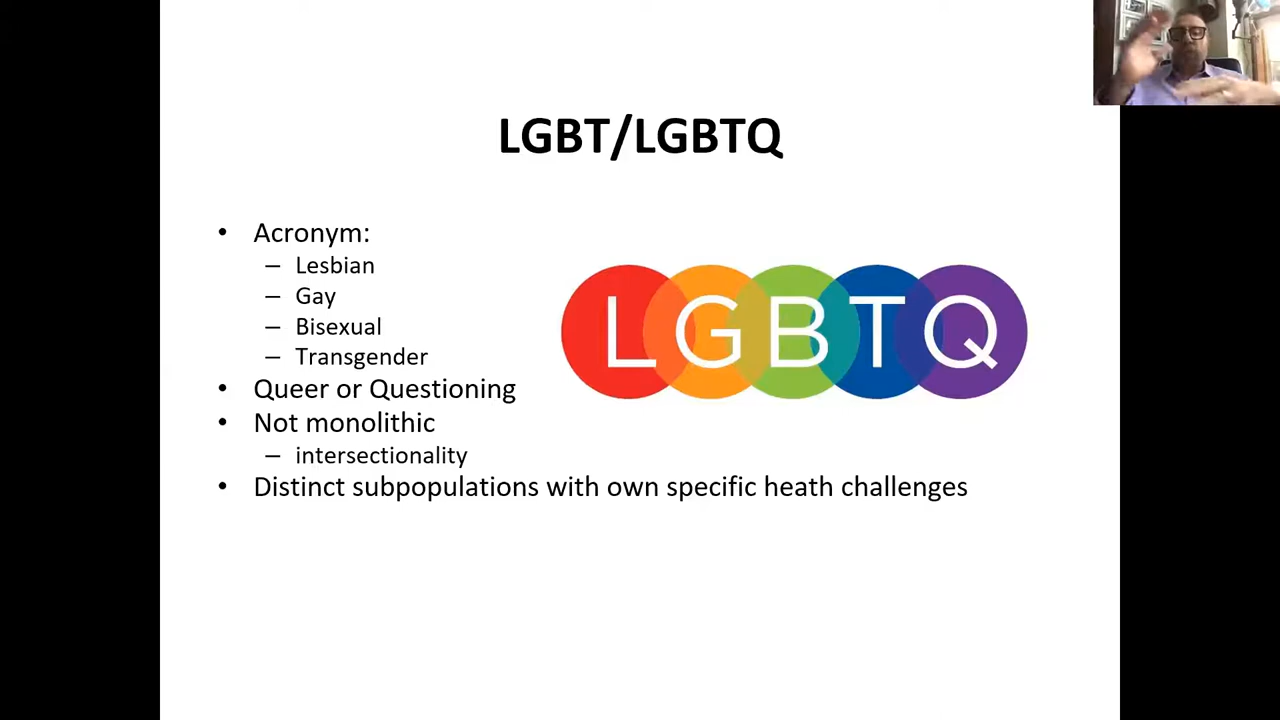 LGBT/LGBTQ
• Acronym:
– Lesbian
– Gay
– Bisexual
– Transgender
• Queer or Questioning
• Not monolithic
– intersectionality
• Distinct subpopulations with own specific heath challenges
LGBTQ